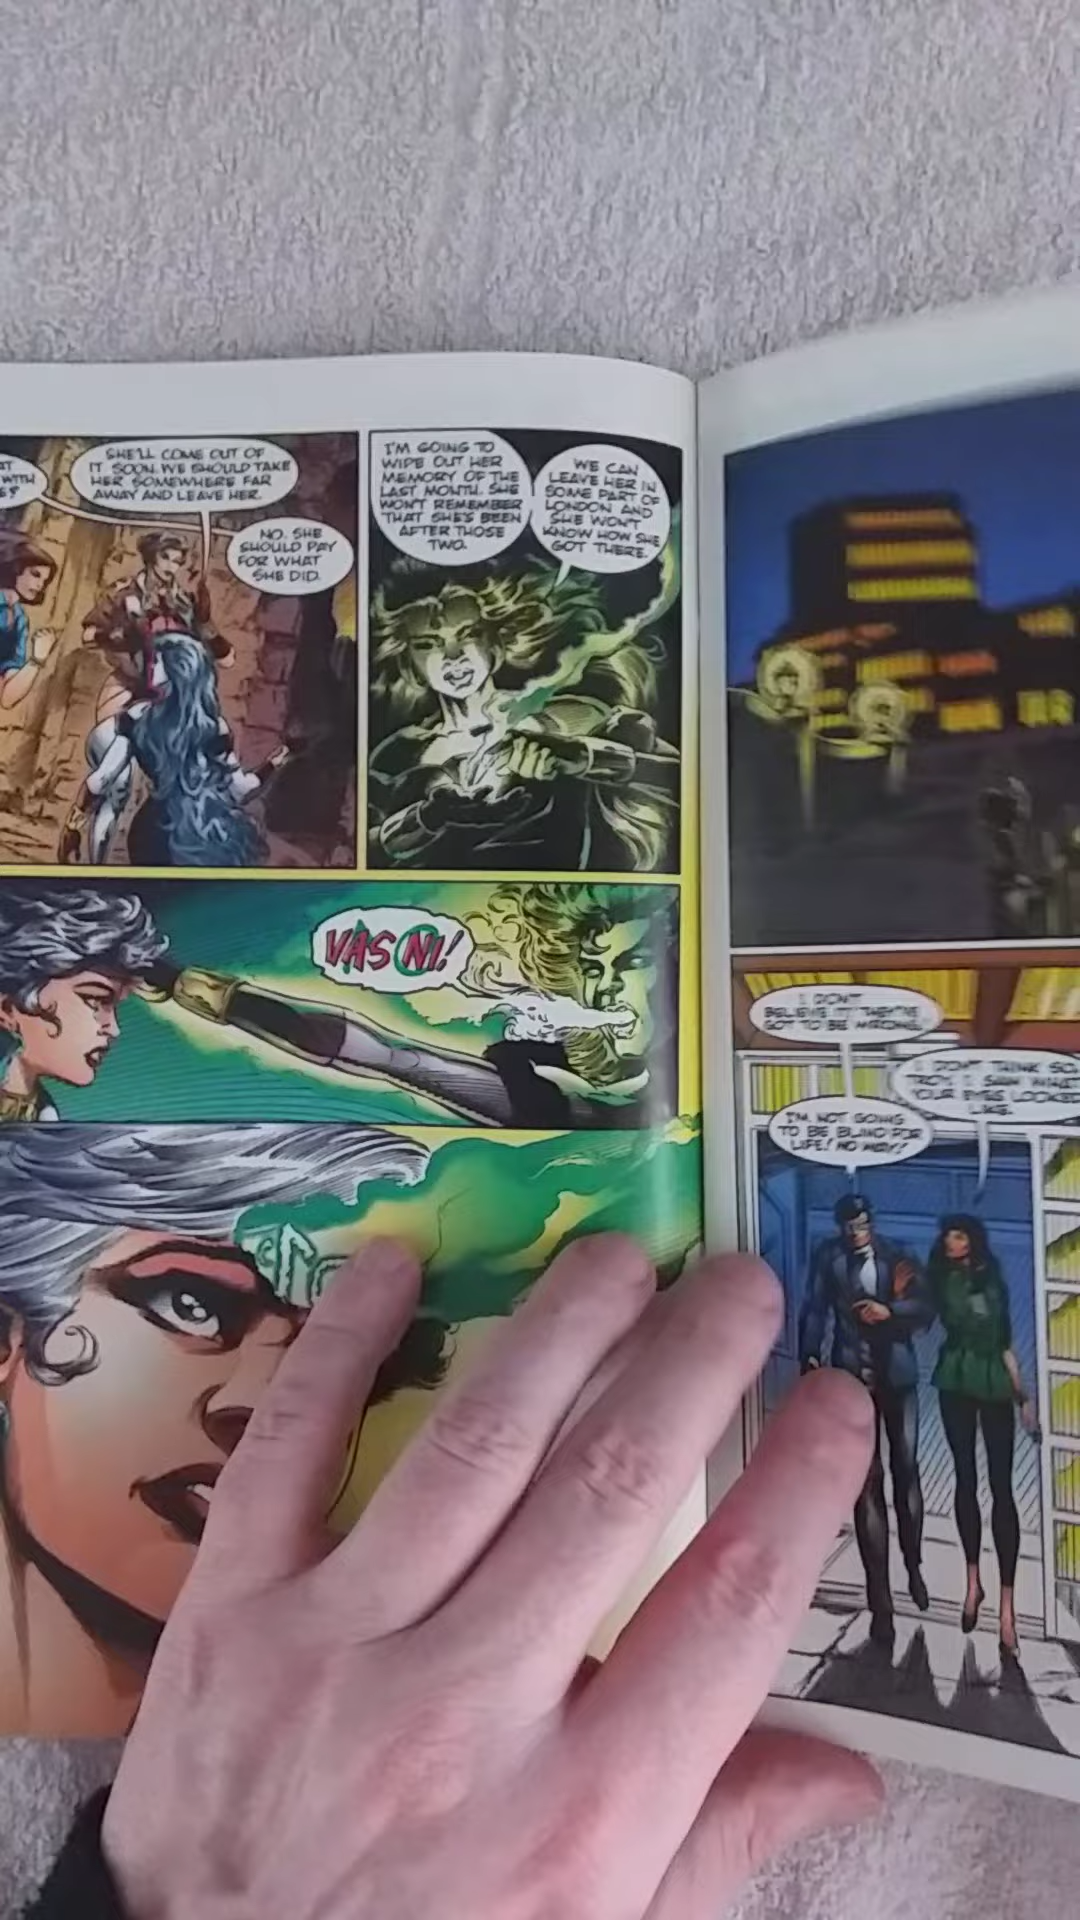 AT
WITH
E?
SHE'LL COME OUT OF
IT SOON. WE SHOULD TAKE
HER SOMEWHERE FAR
AWAY AND LEAVE HER.
NO. SHE
SHOULD PAY
FOR WHAT
SHE DID.
I'M GOING TO
WIPE OUT HER
MEMORY OF THE
LAST MONTH. SHE
WON'T REMEMBER
THAT SHE'S BEEN
AFTER THOSE
TWO.
WE CAN
LEAVE HER IN
SOME PART OF
LONDON AND
SHE WON'T
KNOW HOW SHE
GOT THERE.
VAS NI!
I DON'T
BELIEVE IT! THEY'VE
GOT TO BE WRONG.
I DON'T THINK SO,
TROY. I SAW WHAT
YOUR EYES LOOKED
LIKE.
I'M NOT GOING
TO BE BLIND FOR
LIFE! NO WAY!